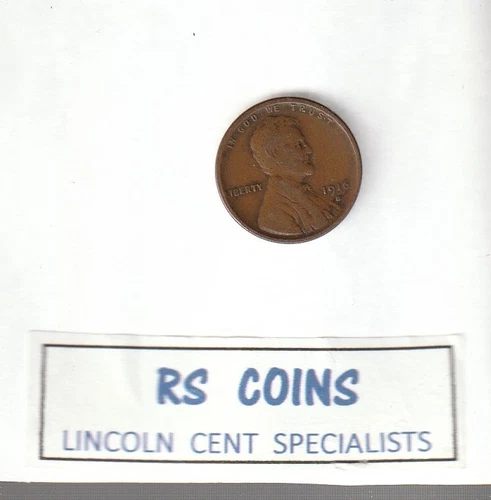 IN GOD WE TRUST
LIBERTY
RS COINS
LINCOLN CENT SPECIALISTS